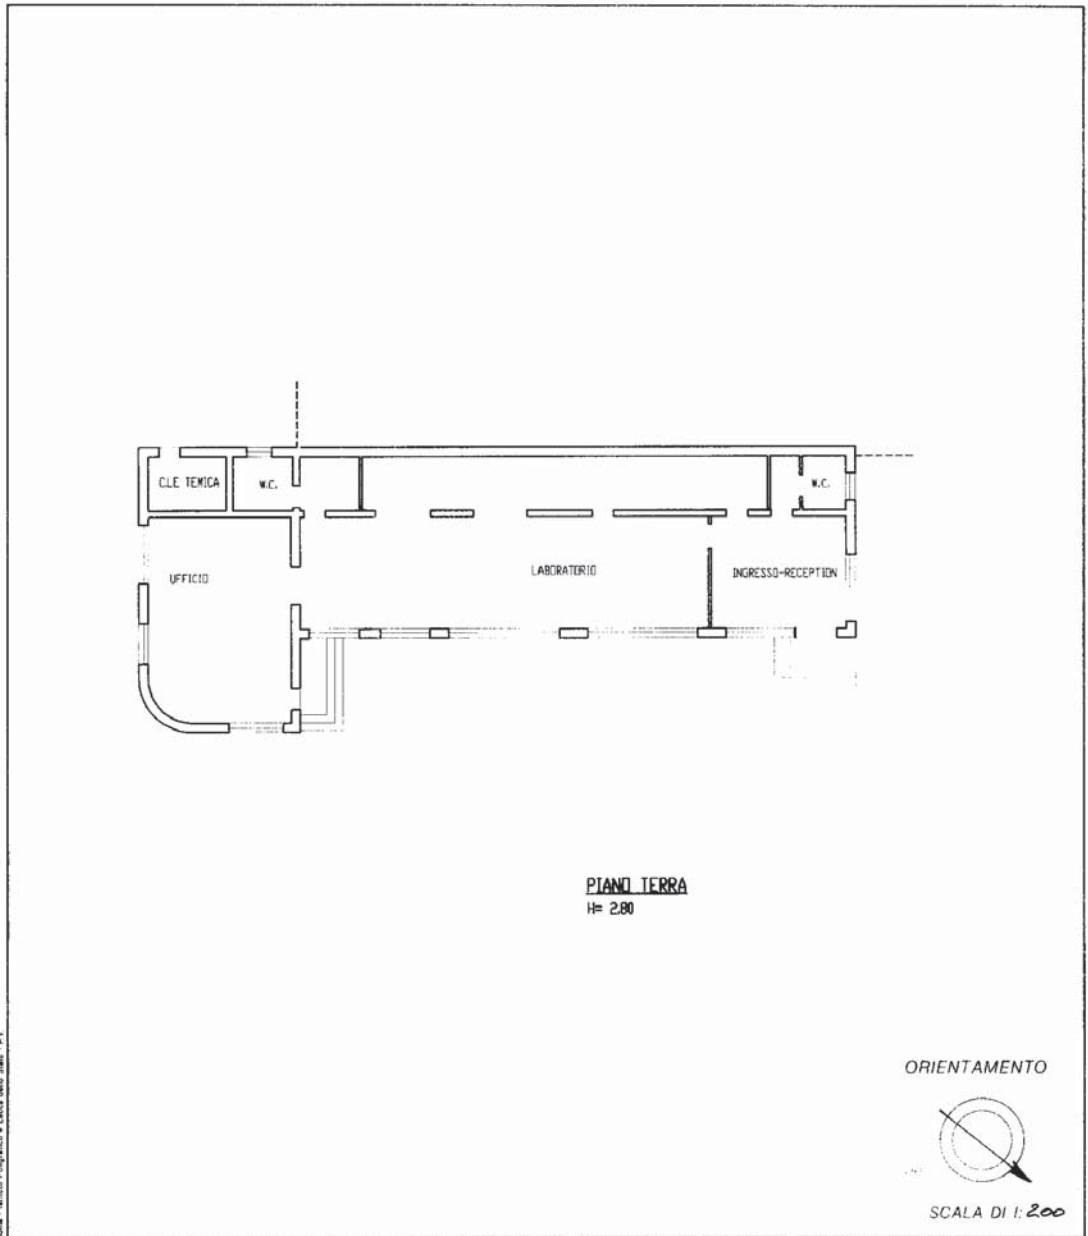 C.LE TEMICA
W.C.
W.C.
UFFICIO
LABORATORIO
INGRESSO-RECEPTION
PIANO TERRA
H= 2.80
ORIENTAMENTO
SCALA DI 1: 200